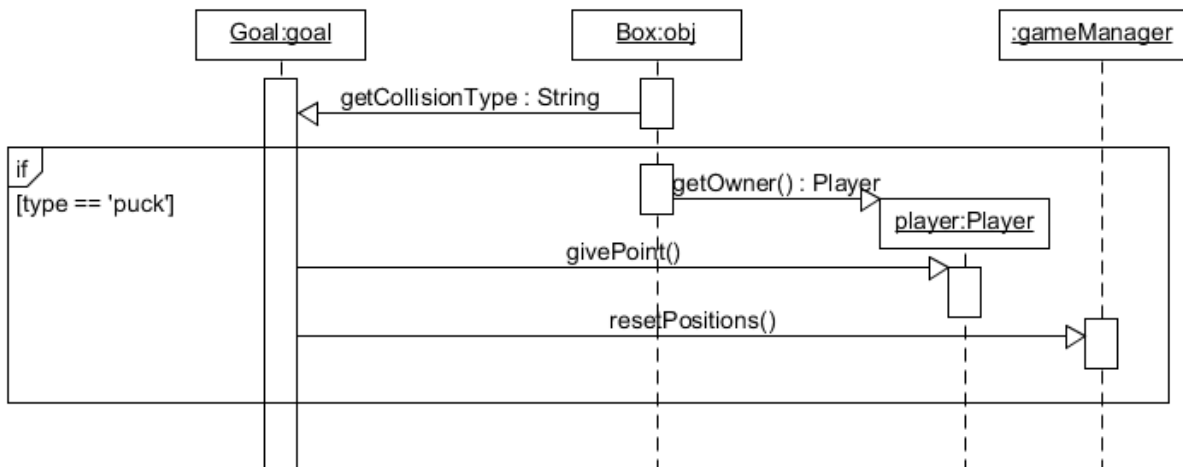 Goal:goal
Box:obj
:gameManager
getCollisionType : String
if
[type == 'puck']
getOwner() : Player
player:Player
givePoint()
resetPositions()